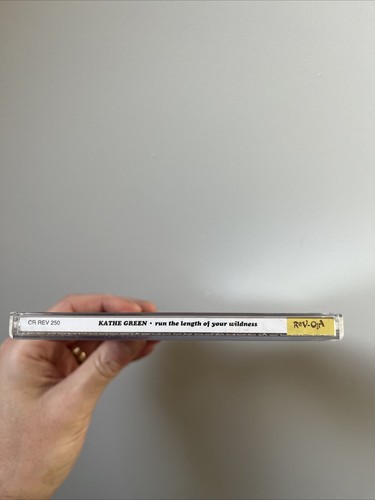 CR REV 250 KATHE GREEN • run the length of your wildness REV-OLA